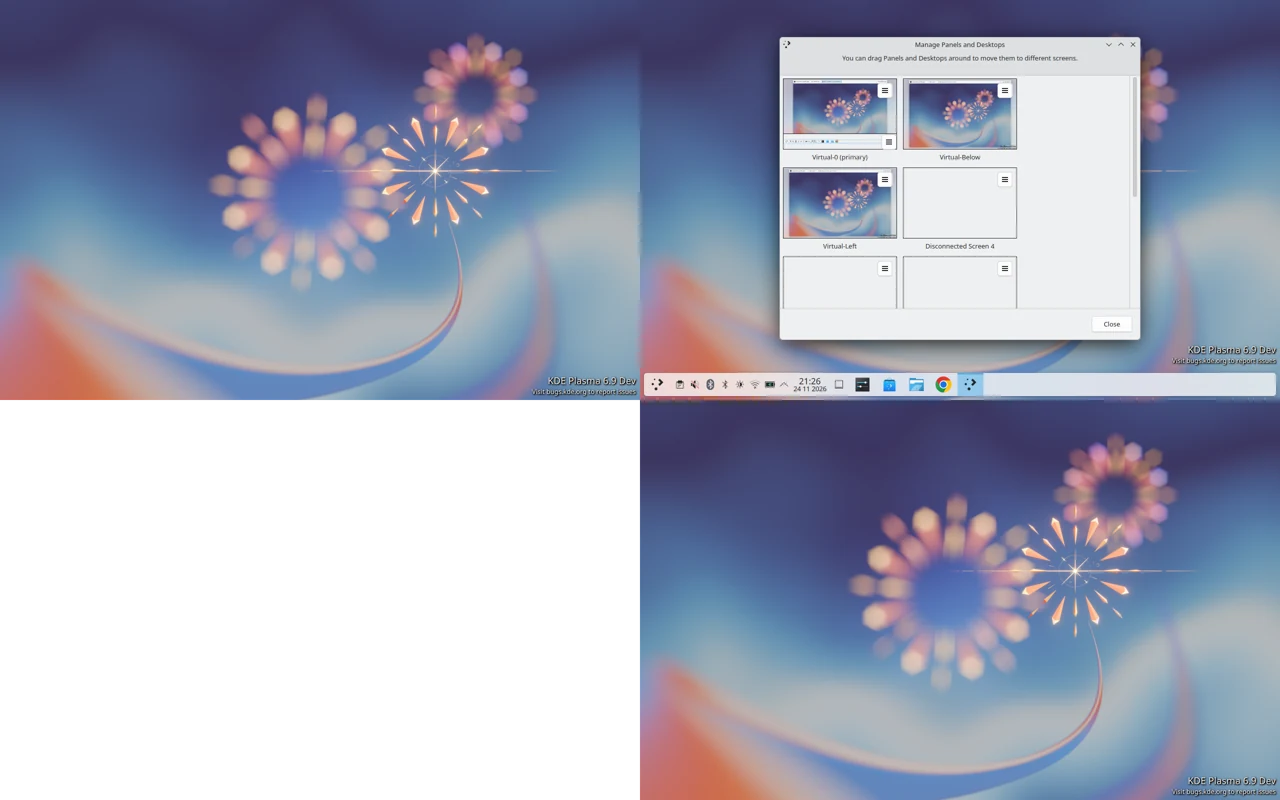 KDE Plasma 6.9 Dev
Visit bugs.kde.org to report issues
Manage Panels and Desktops
You can drag Panels and Desktops around to move them to different screens.
Virtual-0 (primary)
Virtual-Below
Virtual-Left
Disconnected Screen 4
Close
KDE Plasma 6.9 Dev
Visit bugs.kde.org to report issues
21:26
24 11 2026
KDE Plasma 6.9 Dev
Visit bugs.kde.org to report issues